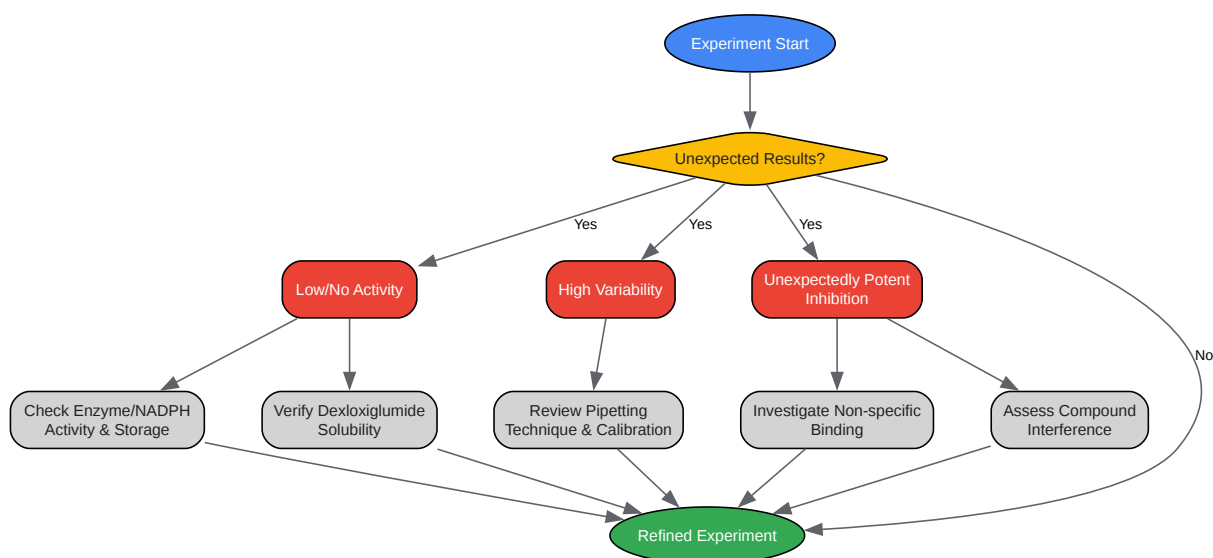 Experiment Start
Unexpected Results?
Yes
Yes
Yes
Low/No Activity
High Variability
Unexpectedly Potent
Inhibition
No
Check Enzyme/NADPH
Activity & Storage
Verify Dexloxiglumide
Solubility
Review Pipetting
Technique & Calibration
Investigate Non-specific
Binding
Assess Compound
Interference
Refined Experiment